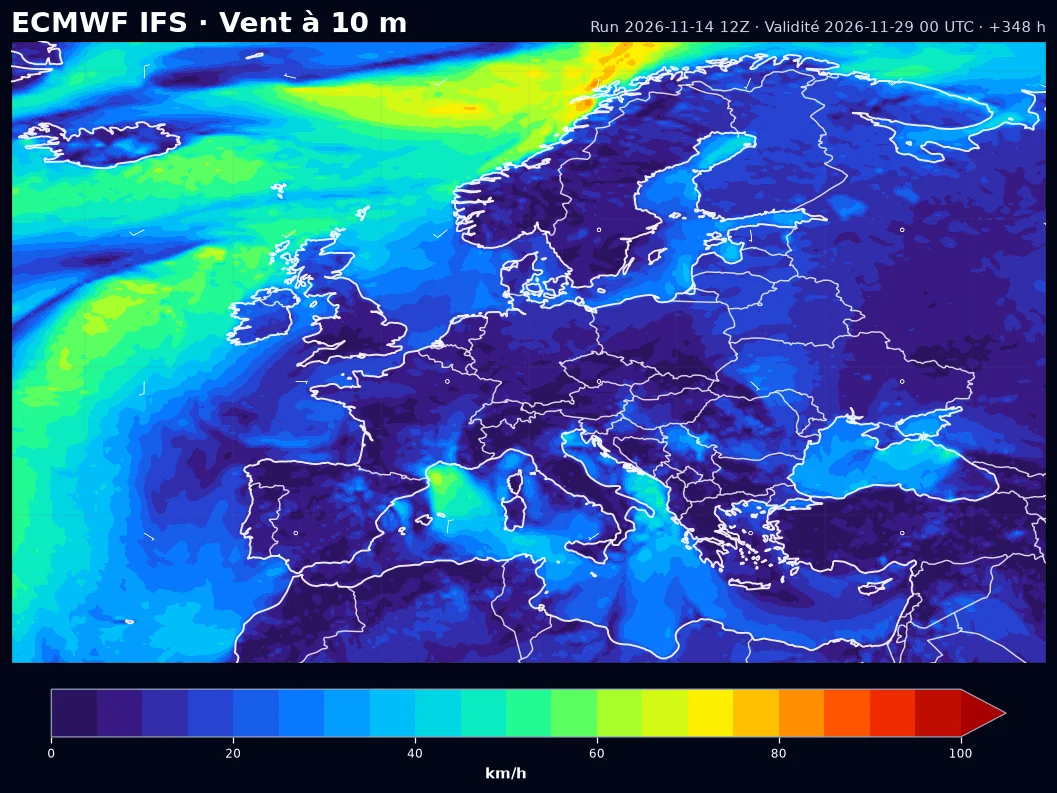 ECMWF IFS · Vent à 10 m
Run 2026-11-14 12Z · Validité 2026-11-29 00 UTC · +348 h
0 20 40 60 80 100
km/h